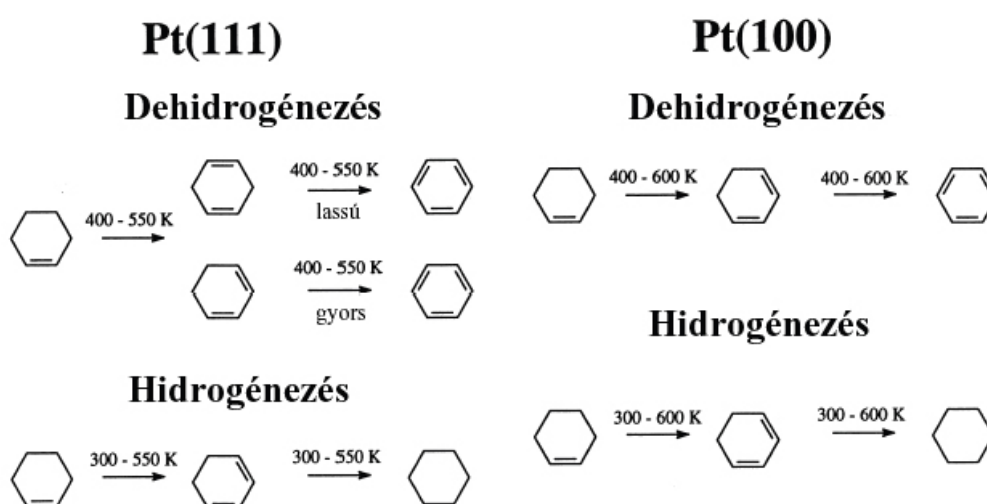 Pt(111)
Dehidrogénezés
400 - 550 K
400 - 550 K
lassú
400 - 550 K
gyors
Hidrogénezés
300 - 550 K
300 - 550 K
Pt(100)
Dehidrogénezés
400 - 600 K
400 - 600 K
Hidrogénezés
300 - 600 K
300 - 600 K